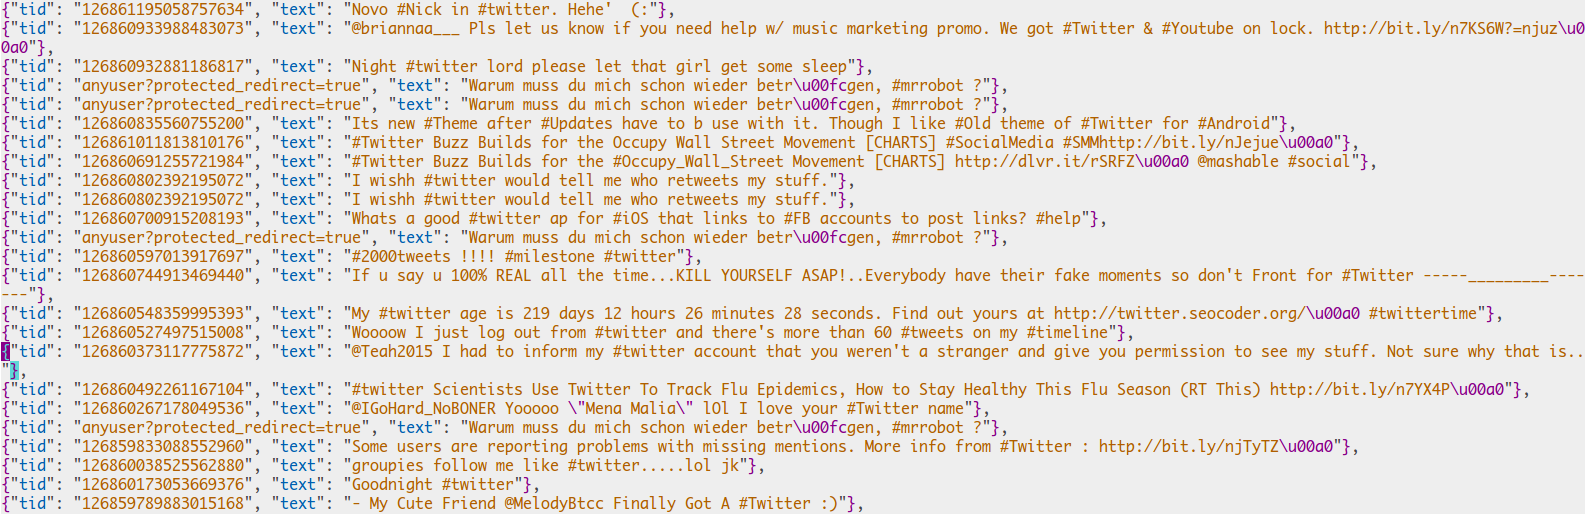 {"tid": "126861195058757634", "text": "Novo #Nick in #twitter. Hehe'  (:"},
{"tid": "126860933988483073", "text": "@briannaa___ Pls let us know if you need help w/ music marketing promo. We got #Twitter & #Youtube on lock. http://bit.ly/n7KS6W?=njuz\u0
0a0"},
{"tid": "126860932881186817", "text": "Night #twitter lord please let that girl get some sleep"},
{"tid": "anyuser?protected_redirect=true", "text": "Warum muss du mich schon wieder betr\u00fcgen, #mrrobot ?"},
{"tid": "anyuser?protected_redirect=true", "text": "Warum muss du mich schon wieder betr\u00fcgen, #mrrobot ?"},
{"tid": "126860835560755200", "text": "Its new #Theme after #Updates have to b use with it. Though I like #Old theme of #Twitter for #Android"},
{"tid": "126861011813810176", "text": "#Twitter Buzz Builds for the Occupy Wall Street Movement [CHARTS] #SocialMedia #SMMhttp://bit.ly/nJejue\u00a0"},
{"tid": "126860691255721984", "text": "#Twitter Buzz Builds for the #Occupy_Wall_Street Movement [CHARTS] http://dlvr.it/rSRFZ\u00a0 @mashable #social"},
{"tid": "126860802392195072", "text": "I wishh #twitter would tell me who retweets my stuff."},
{"tid": "126860802392195072", "text": "I wishh #twitter would tell me who retweets my stuff."},
{"tid": "126860700915208193", "text": "Whats a good #twitter ap for #iOS that links to #FB accounts to post links? #help"},
{"tid": "anyuser?protected_redirect=true", "text": "Warum muss du mich schon wieder betr\u00fcgen, #mrrobot ?"},
{"tid": "126860597013917697", "text": "#2000tweets !!!! #milestone #twitter"},
{"tid": "126860744913469440", "text": "If u say u 100% REAL all the time...KILL YOURSELF ASAP!..Everybody have their fake moments so don't Front for #Twitter -----_________----
---"},
{"tid": "126860548359995393", "text": "My #twitter age is 219 days 12 hours 26 minutes 28 seconds. Find out yours at http://twitter.seocoder.org/\u00a0 #twittertime"},
{"tid": "126860527497515008", "text": "Woooow I just log out from #twitter and there's more than 60 #tweets on my #timeline"},
{"tid": "126860373117775872", "text": "@Teah2015 I had to inform my #twitter account that you weren't a stranger and give you permission to see my stuff. Not sure why that is..
"},
{"tid": "126860492261167104", "text": "#twitter Scientists Use Twitter To Track Flu Epidemics, How to Stay Healthy This Flu Season (RT This) http://bit.ly/n7YX4P\u00a0"},
{"tid": "126860267178049536", "text": "@IGoHard_NoBONER Yooooo \"Mena Malia\" lOl I love your #Twitter name"},
{"tid": "anyuser?protected_redirect=true", "text": "Warum muss du mich schon wieder betr\u00fcgen, #mrrobot ?"},
{"tid": "126859833088552960", "text": "Some users are reporting problems with missing mentions. More info from #Twitter : http://bit.ly/njTyTZ\u00a0"},
{"tid": "126860038525562880", "text": "groupies follow me like #twitter.....lol jk"},
{"tid": "126860173053669376", "text": "Goodnight #twitter"},
{"tid": "126859789883015168", "text": "- My Cute Friend @MelodyBtcc Finally Got A #Twitter :)"},